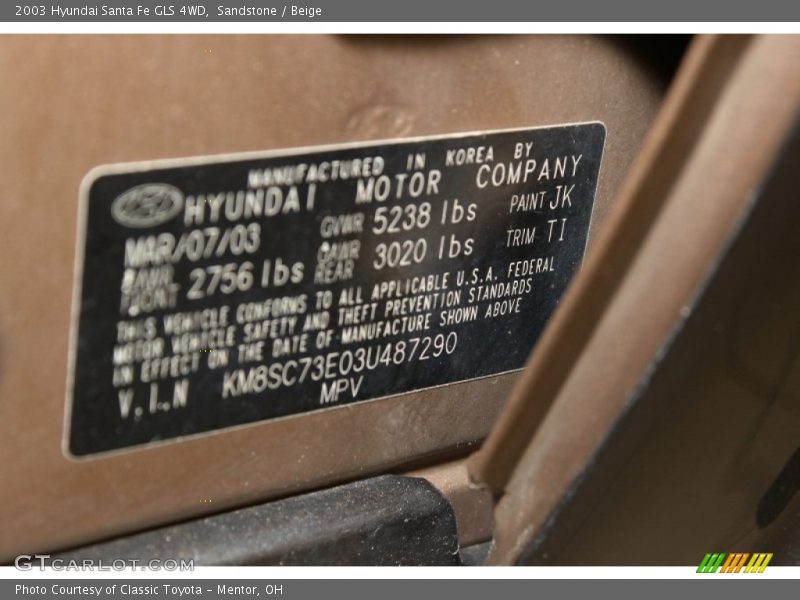 2003 Hyundai Santa Fe GLS 4WD, Sandstone / Beige
MANUFACTURED IN KOREA BY
HYUNDAI MOTOR COMPANY
MAR/07/03 GVWR 5238 lbs PAINT JK
GAWR FRONT 2756 lbs GAWR REAR 3020 lbs TRIM TI
THIS VEHICLE CONFORMS TO ALL APPLICABLE U.S.A. FEDERAL
MOTOR VEHICLE SAFETY AND THEFT PREVENTION STANDARDS
IN EFFECT ON THE DATE OF MANUFACTURE SHOWN ABOVE
V.I.N KM8SC73E03U487290
MPV
GTCARLOT.COM
Photo Courtesy of Classic Toyota - Mentor, OH